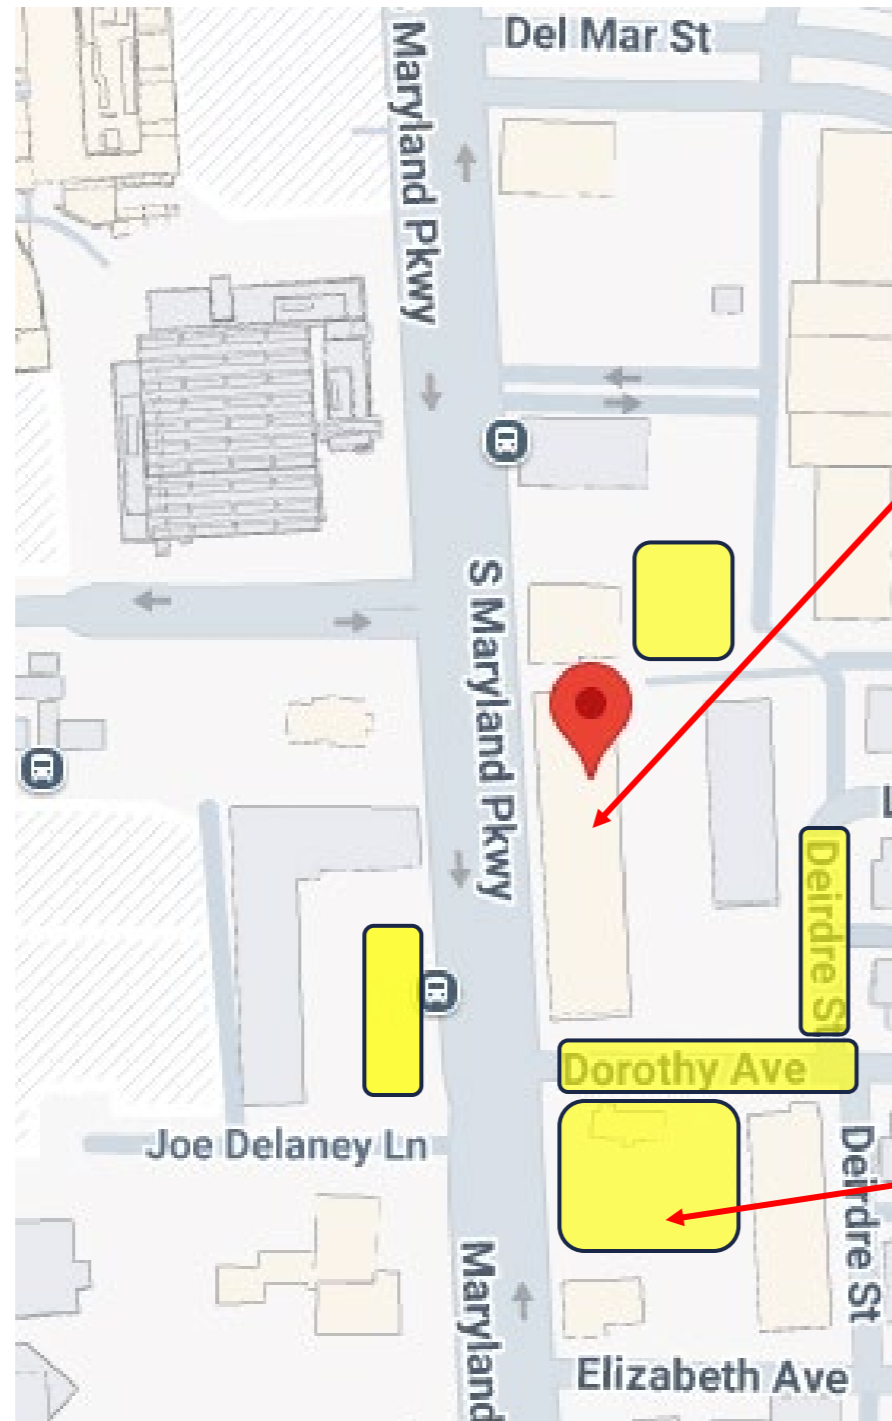 Del Mar St
Maryland Pkwy
S Maryland Pkwy
Deirdre St
Dorothy Ave
Joe Delaney Ln
Deirdre St
Maryland
Elizabeth Ave